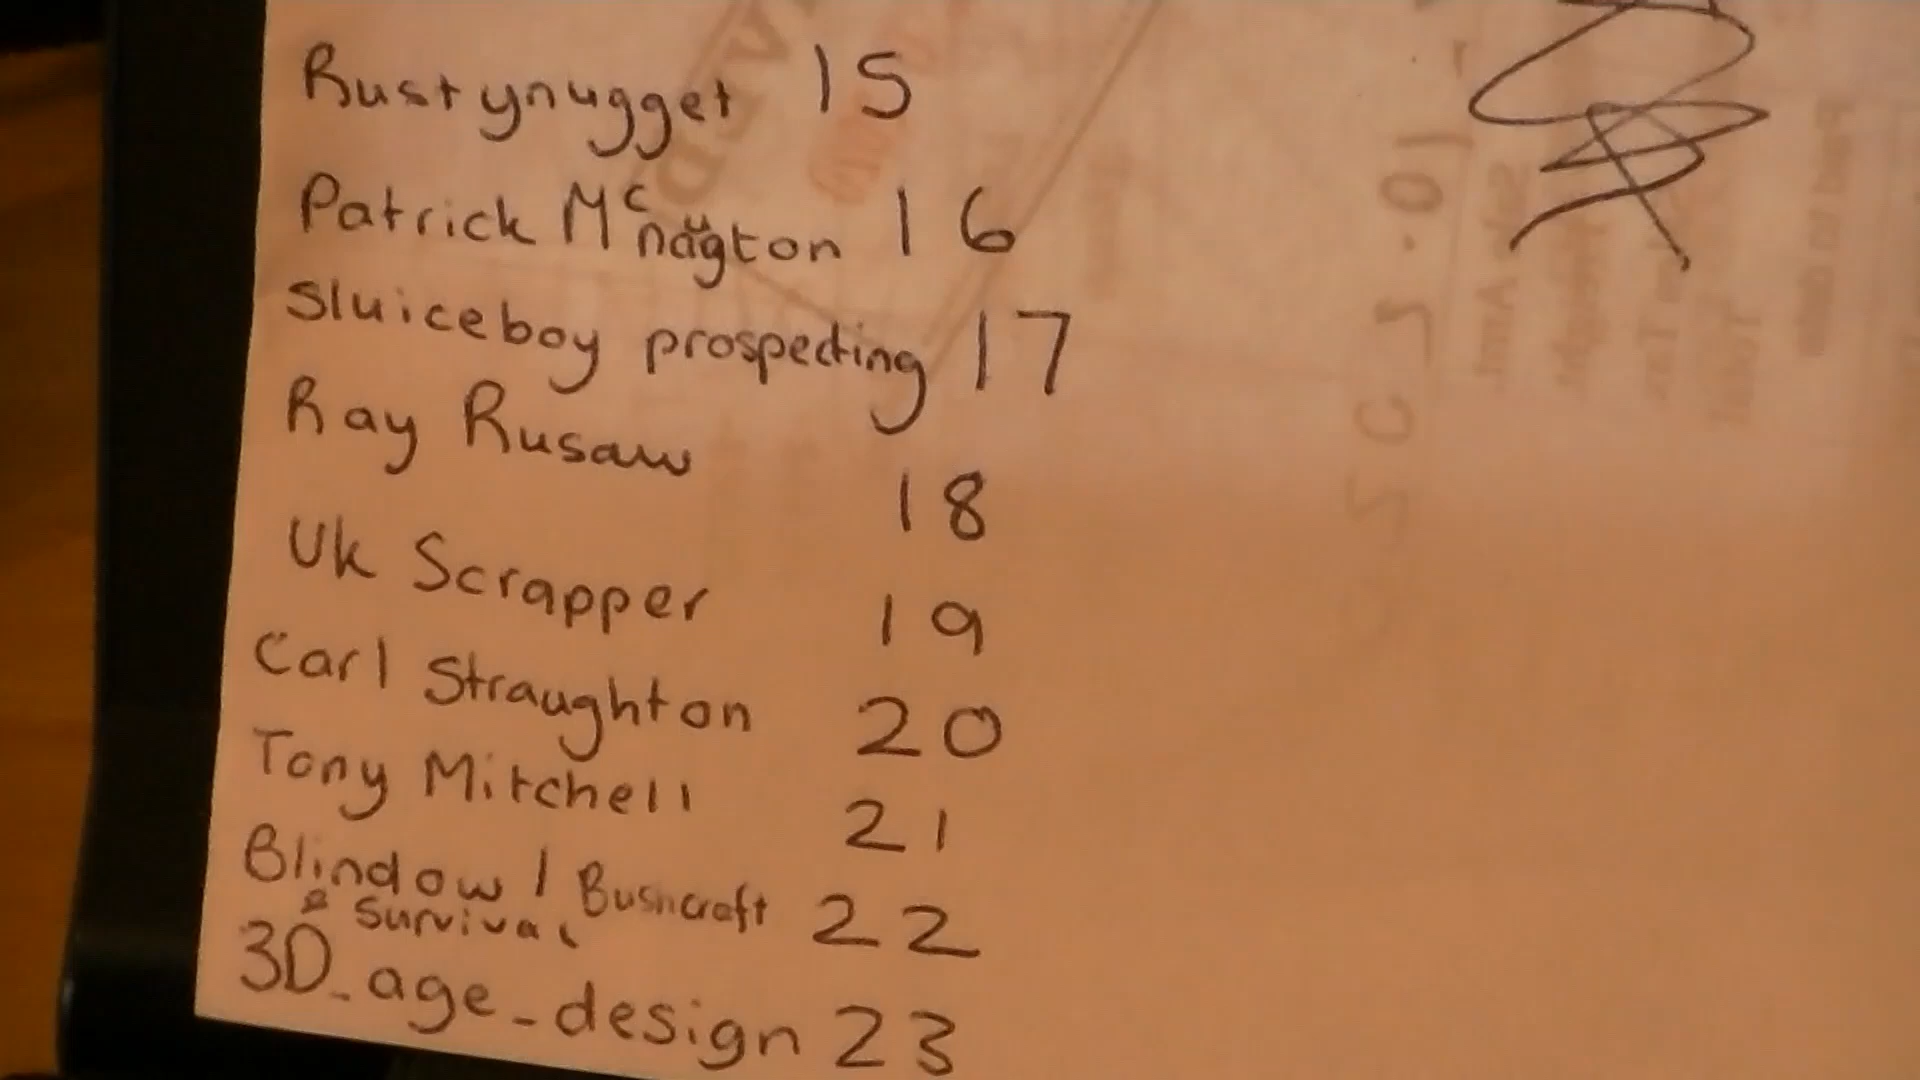 Rustynugget 15
Patrick Mcnaugton 16
Sluiceboy prospecting 17
Ray Rusaw 18
Uk Scrapper 19
Carl Straughton 20
Tony Mitchell 21
Blindowl Bushcraft 22
& Survival
3D_age_design 23